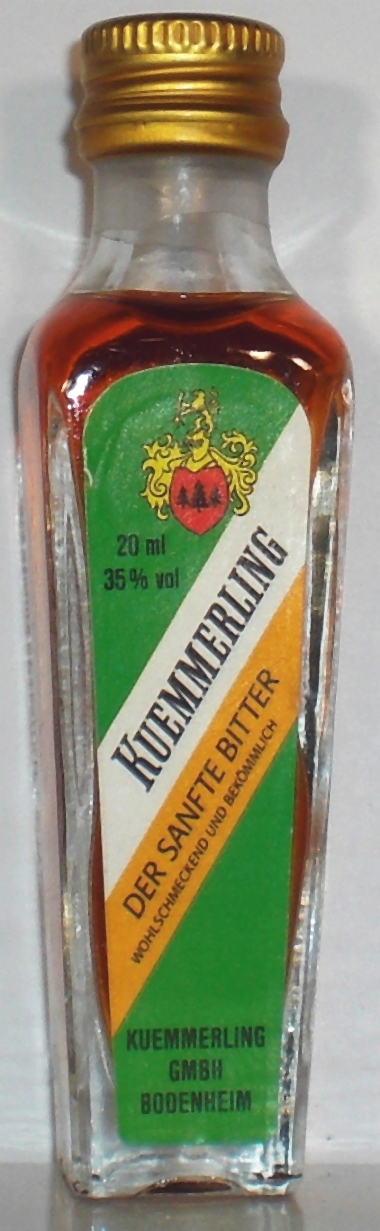 20 ml
35% vol
KUEMMERLING
DER SANFTE BITTER
WOHLSCHMECKEND UND BEKÖMMLICH
KUEMMERLING
GMBH
BODENHEIM